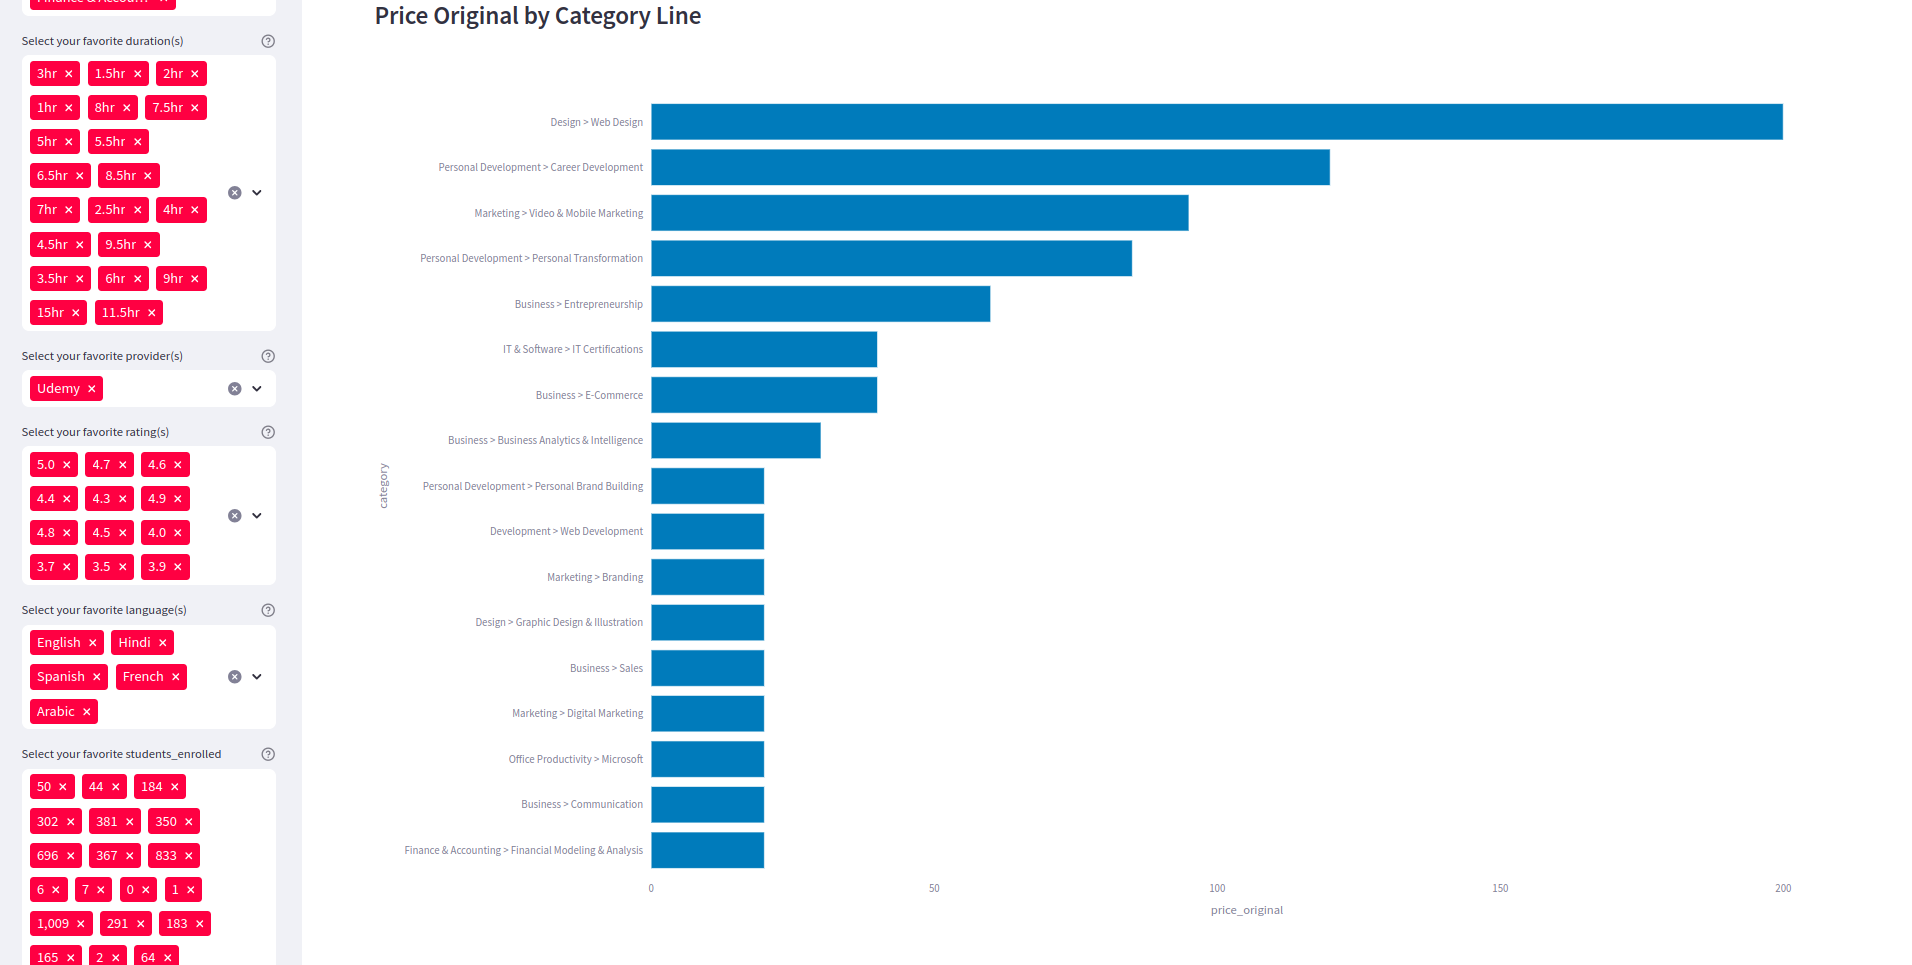 Finance & Accoun...
Select your favorite duration(s)
3hr 1.5hr 2hr
1hr 8hr 7.5hr
5hr 5.5hr
6.5hr 8.5hr
7hr 2.5hr 4hr
4.5hr 9.5hr
3.5hr 6hr 9hr
15hr 11.5hr
Select your favorite provider(s)
Udemy
Select your favorite rating(s)
5.0 4.7 4.6
4.4 4.3 4.9
4.8 4.5 4.0
3.7 3.5 3.9
Select your favorite language(s)
English Hindi
Spanish French
Arabic
Select your favorite students_enrolled
50 44 184
302 381 350
696 367 833
6 7 0 1
1,009 291 183
165 2 64
Price Original by Category Line
category
Design > Web Design
Personal Development > Career Development
Marketing > Video & Mobile Marketing
Personal Development > Personal Transformation
Business > Entrepreneurship
IT & Software > IT Certifications
Business > E-Commerce
Business > Business Analytics & Intelligence
Personal Development > Personal Brand Building
Development > Web Development
Marketing > Branding
Design > Graphic Design & Illustration
Business > Sales
Marketing > Digital Marketing
Office Productivity > Microsoft
Business > Communication
Finance & Accounting > Financial Modeling & Analysis
0 50 100 150 200
price_original